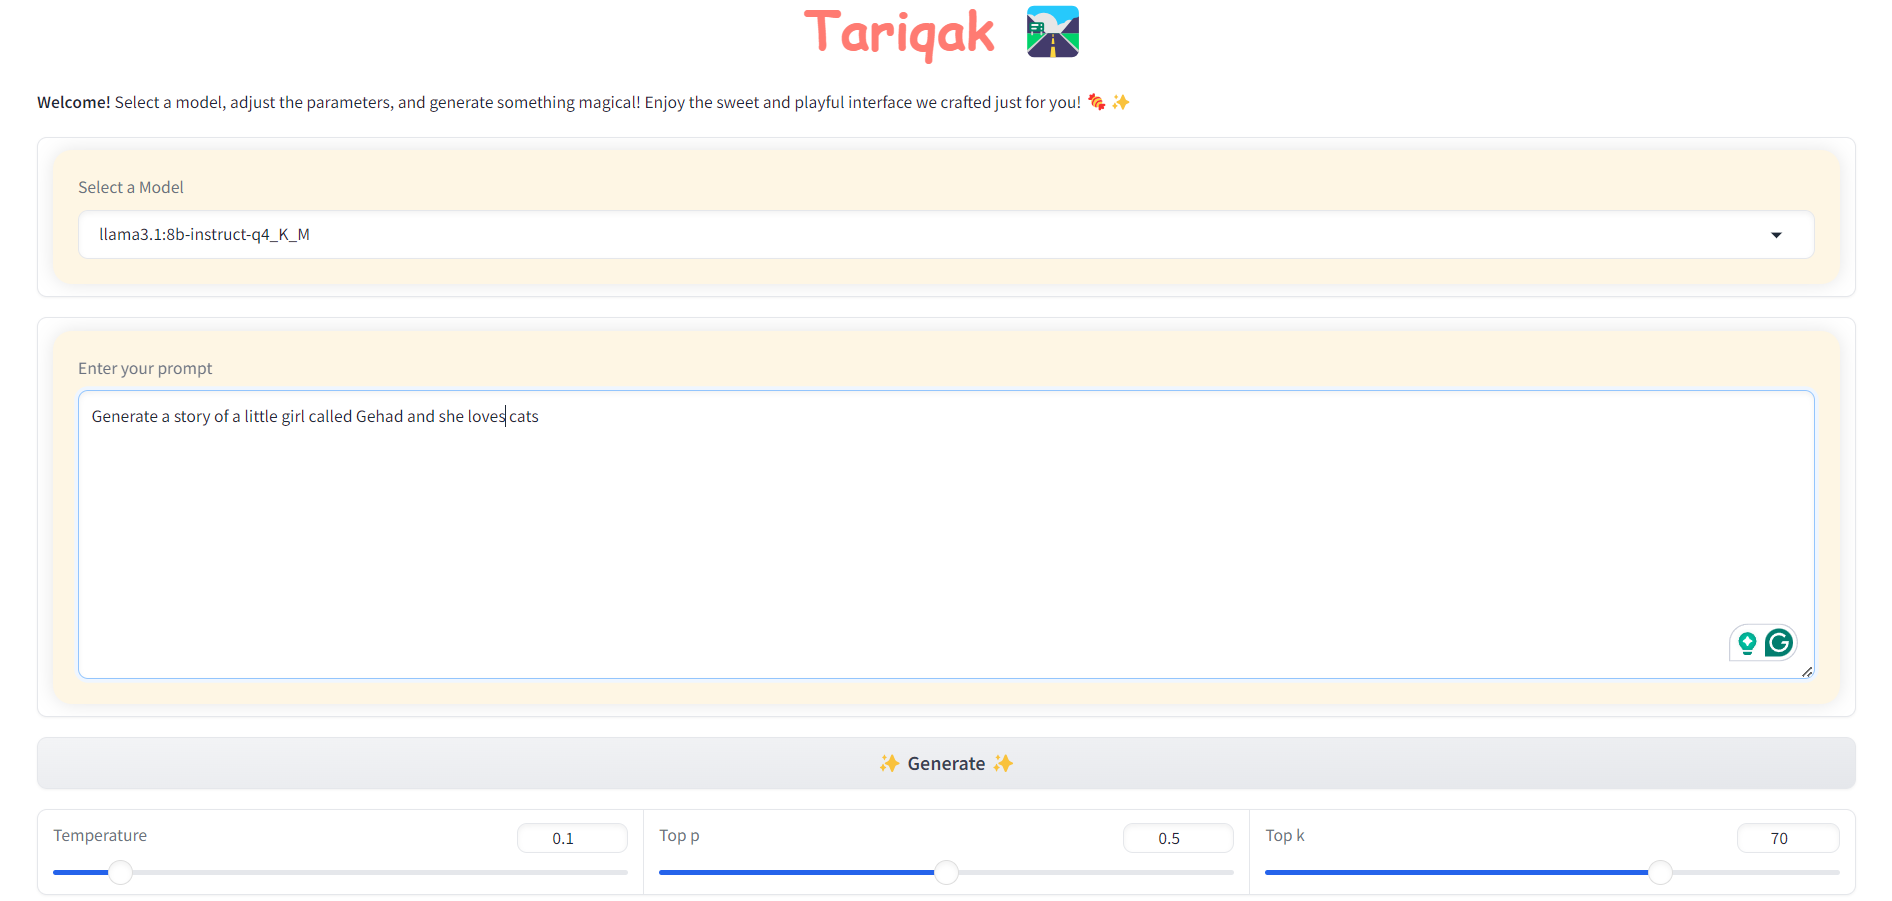 Tariqak
Welcome! Select a model, adjust the parameters, and generate something magical! Enjoy the sweet and playful interface we crafted just for you! 🍬 ✨
Select a Model
llama3.1:8b-instruct-q4_K_M
Enter your prompt
Generate a story of a little girl called Gehad and she loves cats
✨ Generate ✨
Temperature
0.1
Top p
0.5
Top k
70